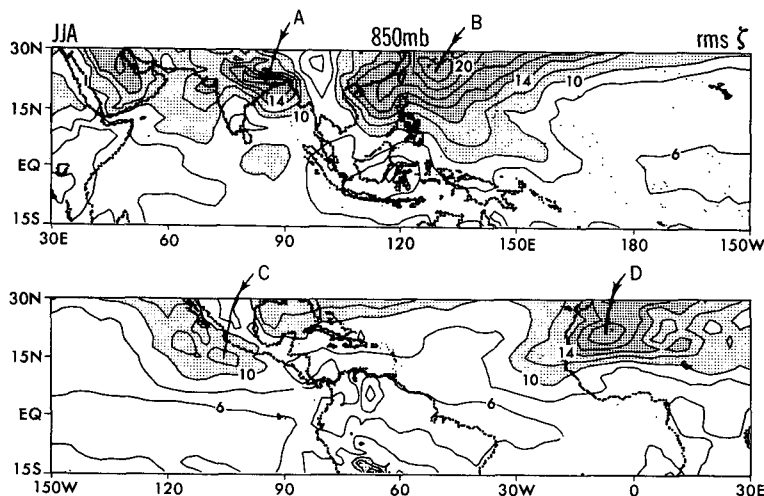 JJA 850mb rms ζ
A B
30N
15N
EQ
15S
14 10 20 14 10 6
30E 60 90 120 150E 180 150W
C D
30N
15N
EQ
15S
10 6 6 10 14
150W 120 90 60 30W 0 30E